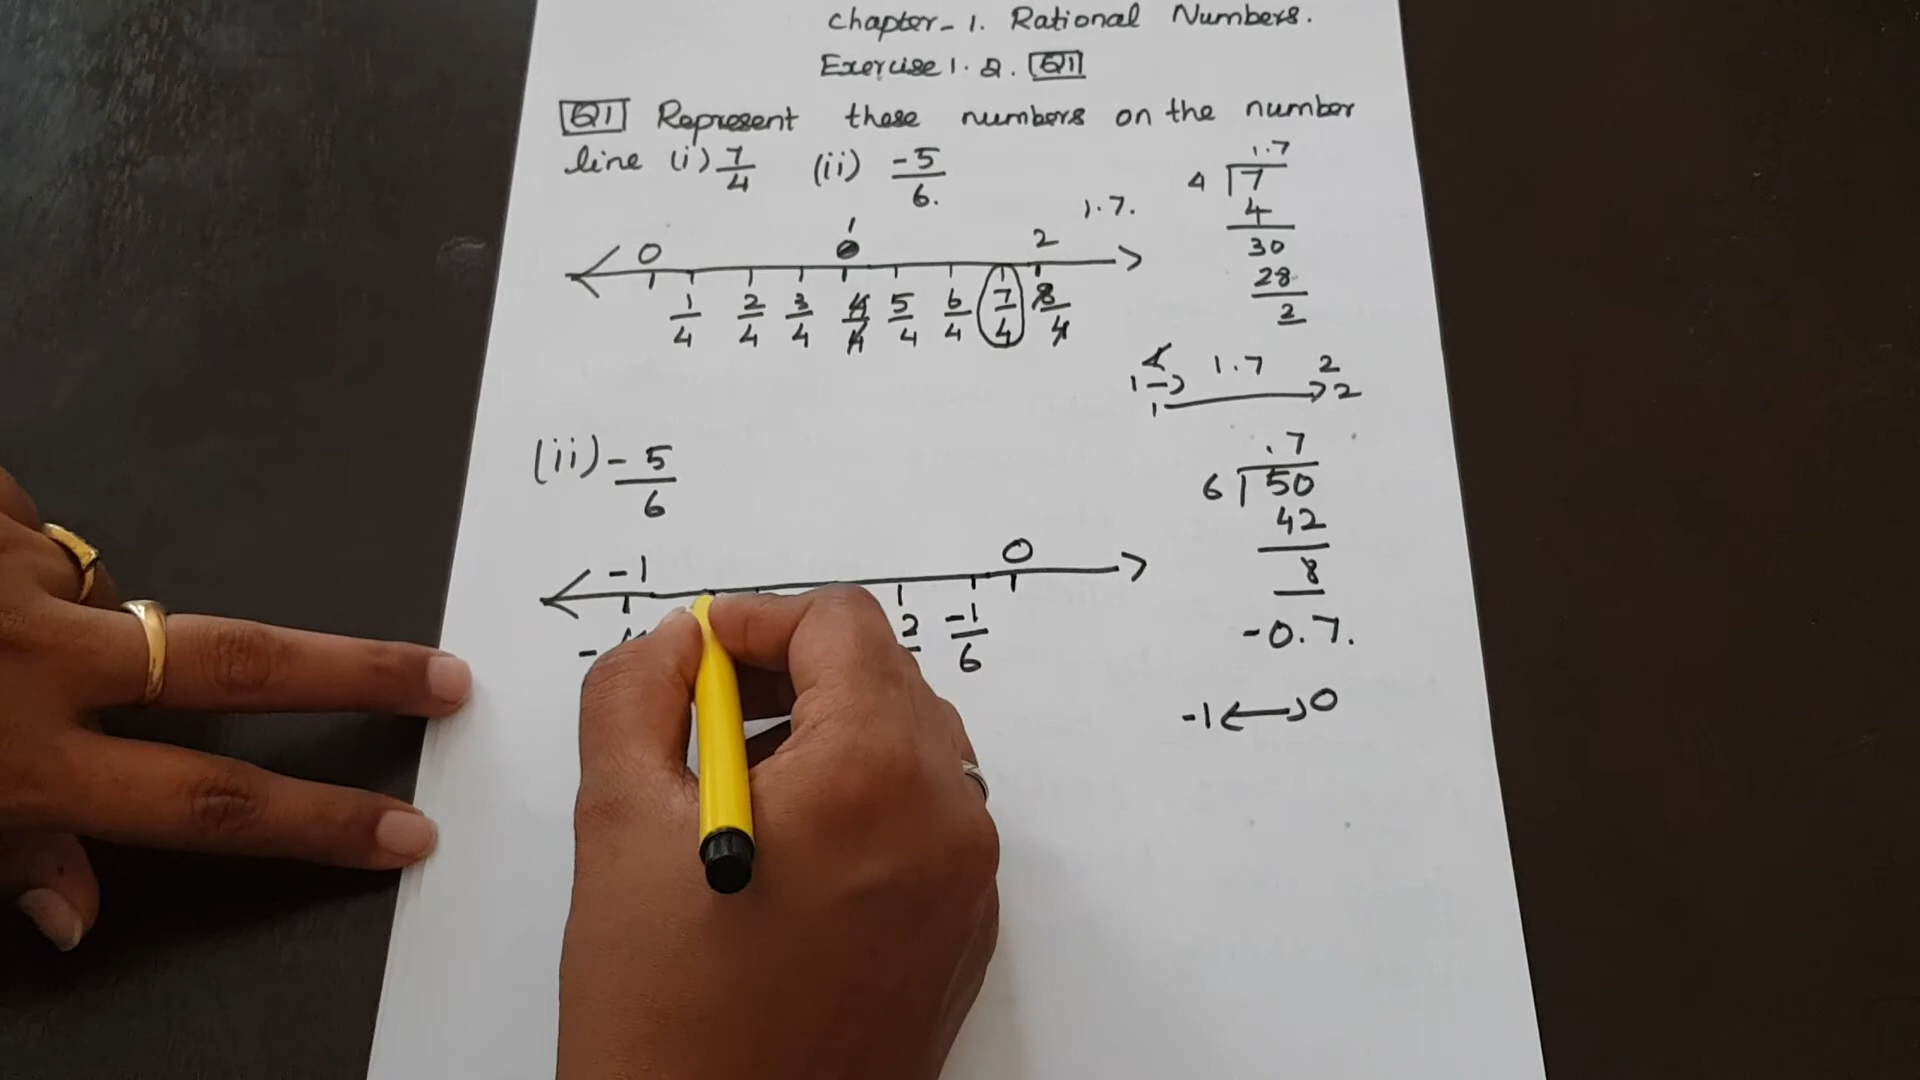 Chapter - 1. Rational Numbers.
Exercise 1.2. Q1
Q1 Represent these numbers on the number
line (i) 7/4 (ii) -5/6.
1.7.
0 1 2
1/4 2/4 3/4 4/4 5/4 6/4 7/4 8/4
1.7
4 7
4
30
28
2
1.7 2
1 → 2
1
(ii) -5/6
-1 0
-1/6
.7
6 50
42
8
-0.7.
-1 ↔ 0